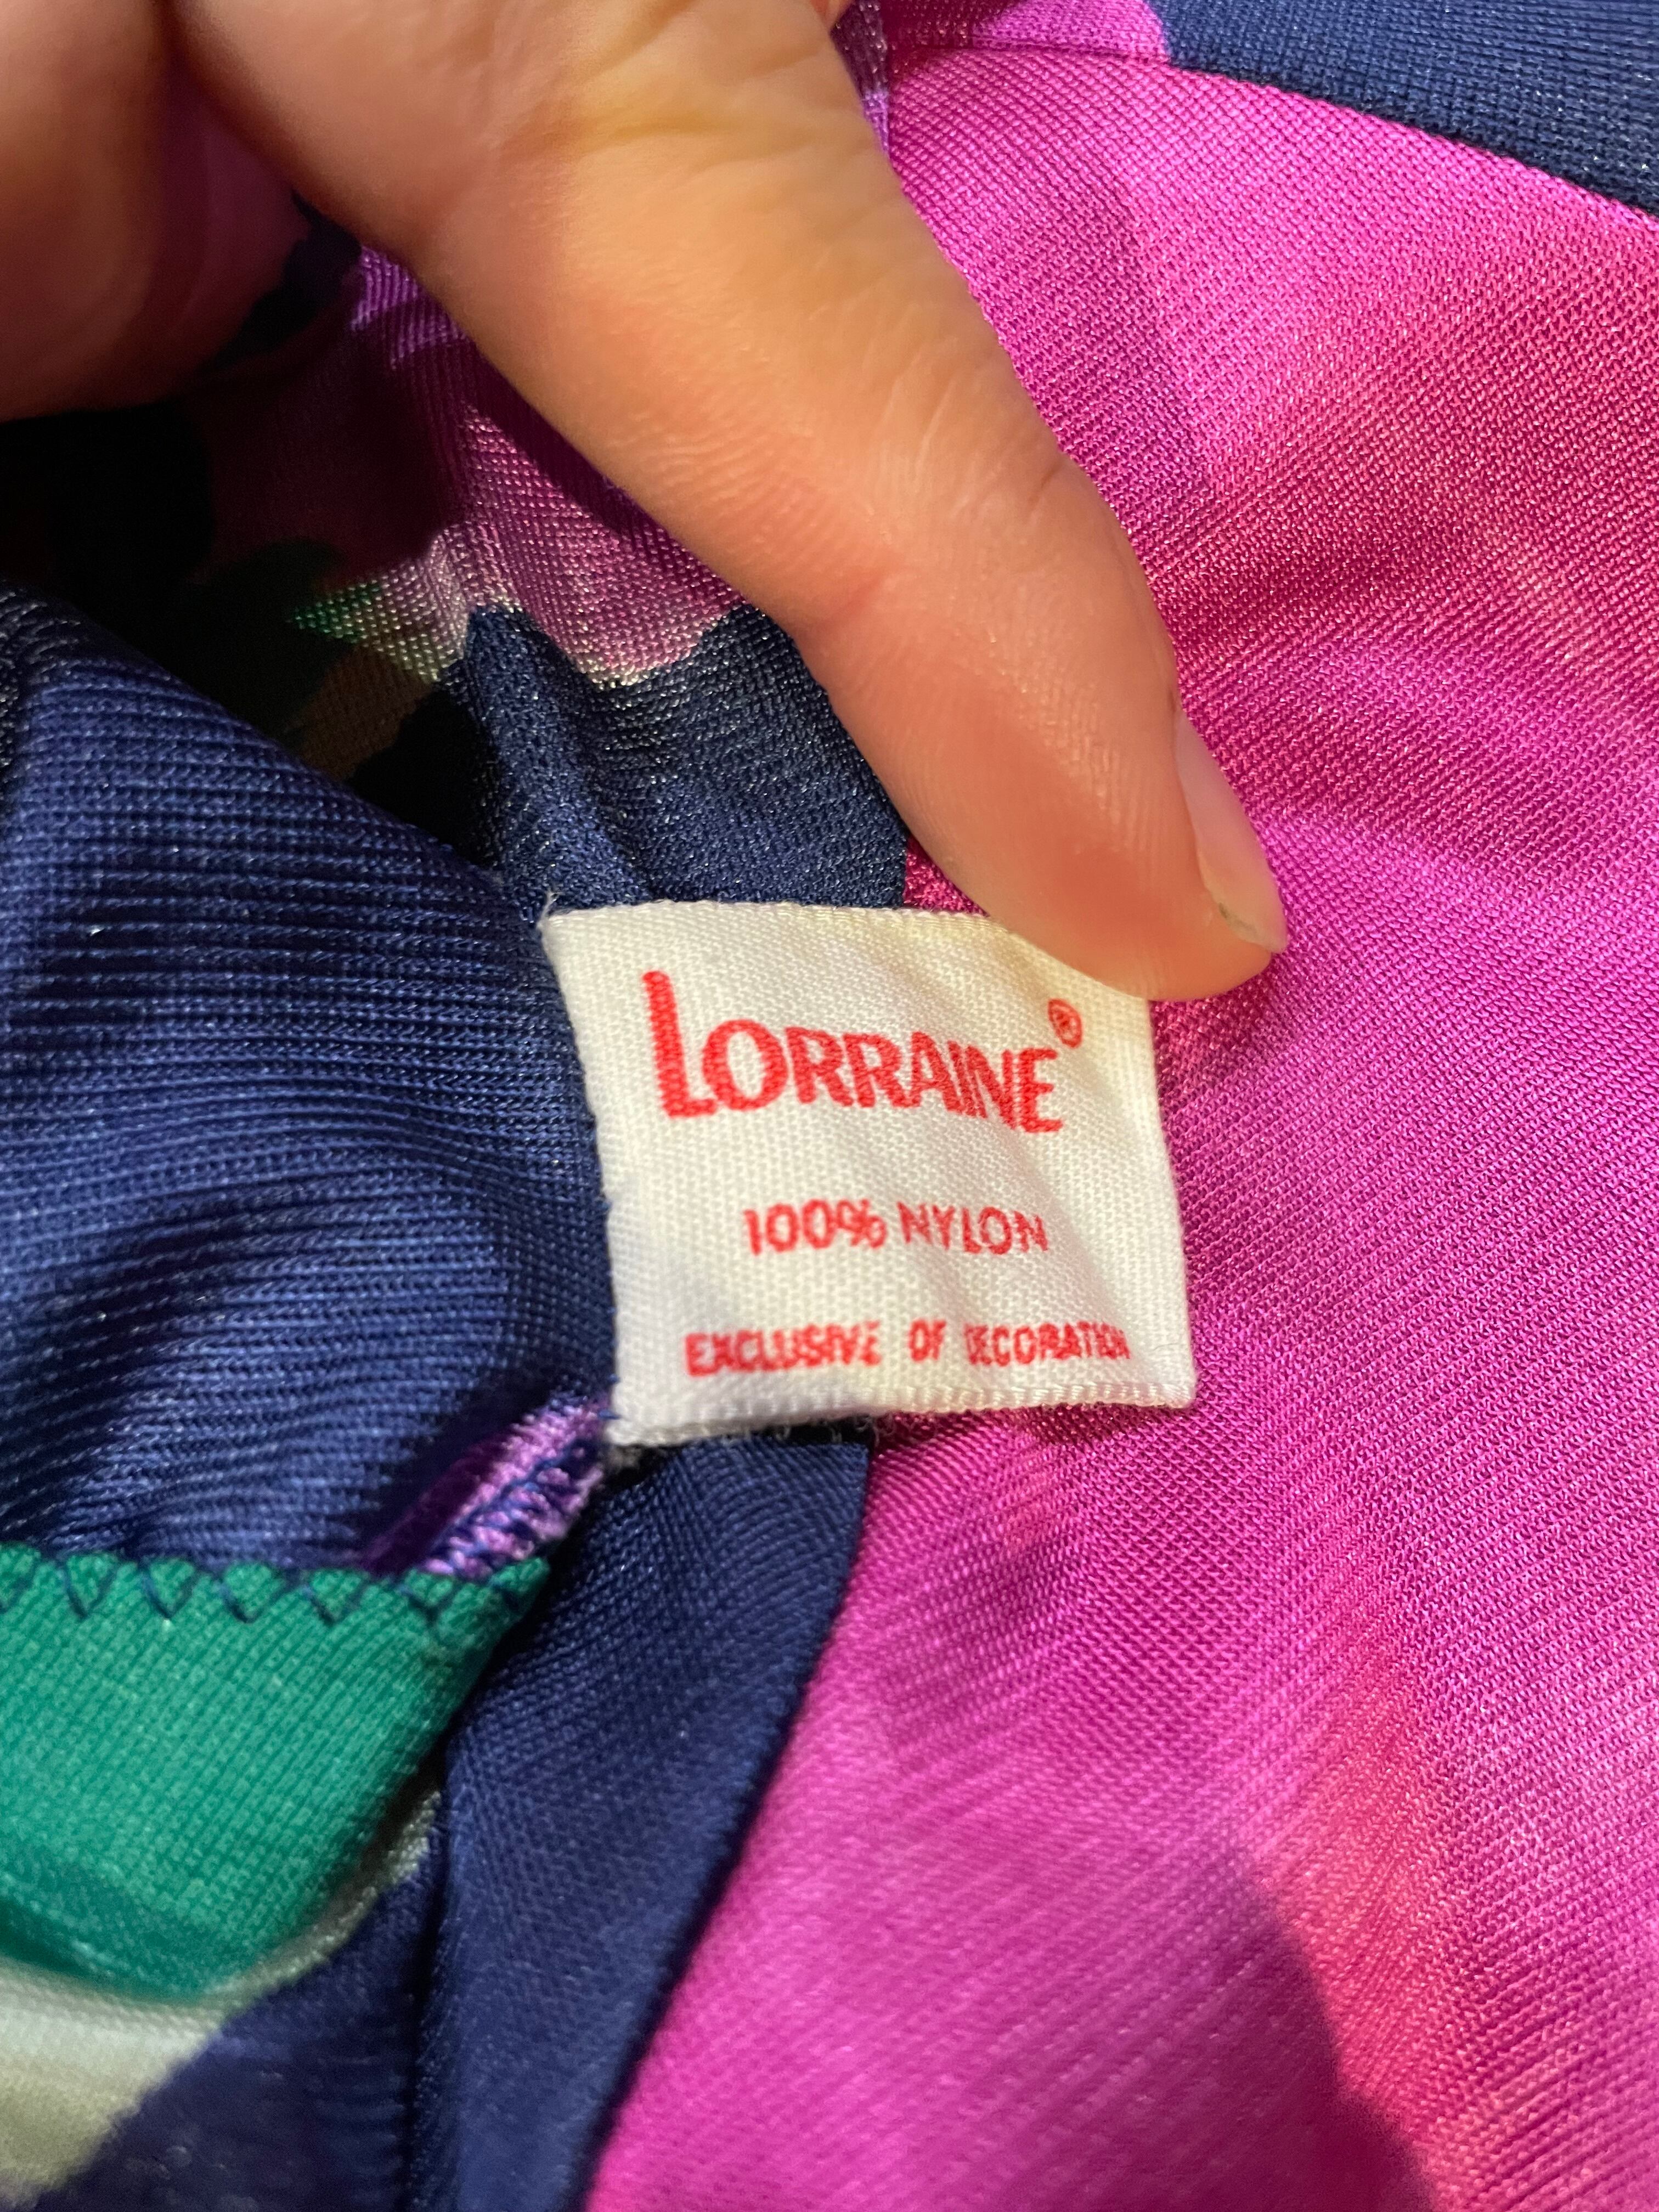 LORRAINE®
100% NYLON
EXCLUSIVE OF DECORATION